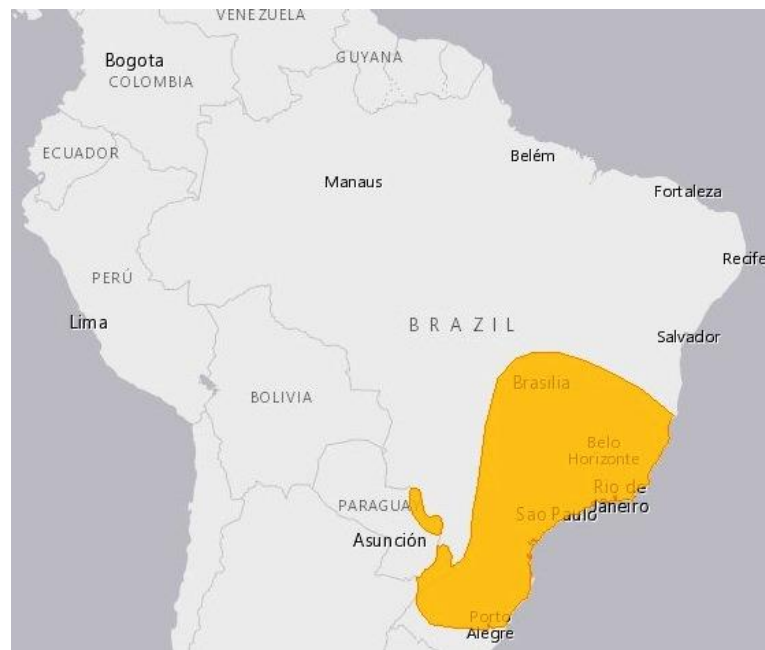 VENEZUELA
Bogota
GUYANA
COLOMBIA
ECUADOR
Belém
Manaus
Fortaleza
Recife
PERÚ
Lima
BRAZIL
Salvador
Brasilia
BOLIVIA
Belo
Horizonte
Rio de
Janeiro
PARAGUAY
Sao Paulo
Asunción
Porto
Alegre